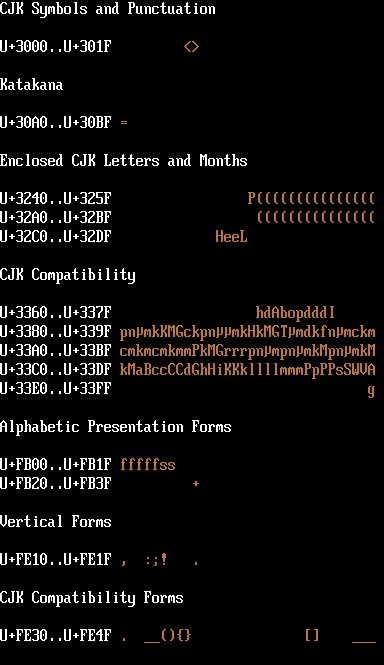 CJK Symbols and Punctuation
U+3000..U+301F         <>
Katakana
U+30A0..U+30BF =
Enclosed CJK Letters and Months
U+3240..U+325F                 P(((((((((((((((
U+32A0..U+32BF                  (((((((((((((((
U+32C0..U+32DF             HeeL
CJK Compatibility
U+3360..U+337F                  hdAbopdddI
U+3380..U+339F pnµmkKMGckpnµµmkHkMGTµmdkfnµmckm
U+33A0..U+33BF cmkmcmkmmPkMGrrrpnµmpnµmkMpnµmkM
U+33C0..U+33DF kMaBccCCdGhHiKKkllllmmmPpPPsSWVA
U+33E0..U+33FF                                g
Alphabetic Presentation Forms
U+FB00..U+FB1F fffffss
U+FB20..U+FB3F          +
Vertical Forms
U+FE10..U+FE1F ,  :;!   .
CJK Compatibility Forms
U+FE30..U+FE4F .  __(){}              []    ___